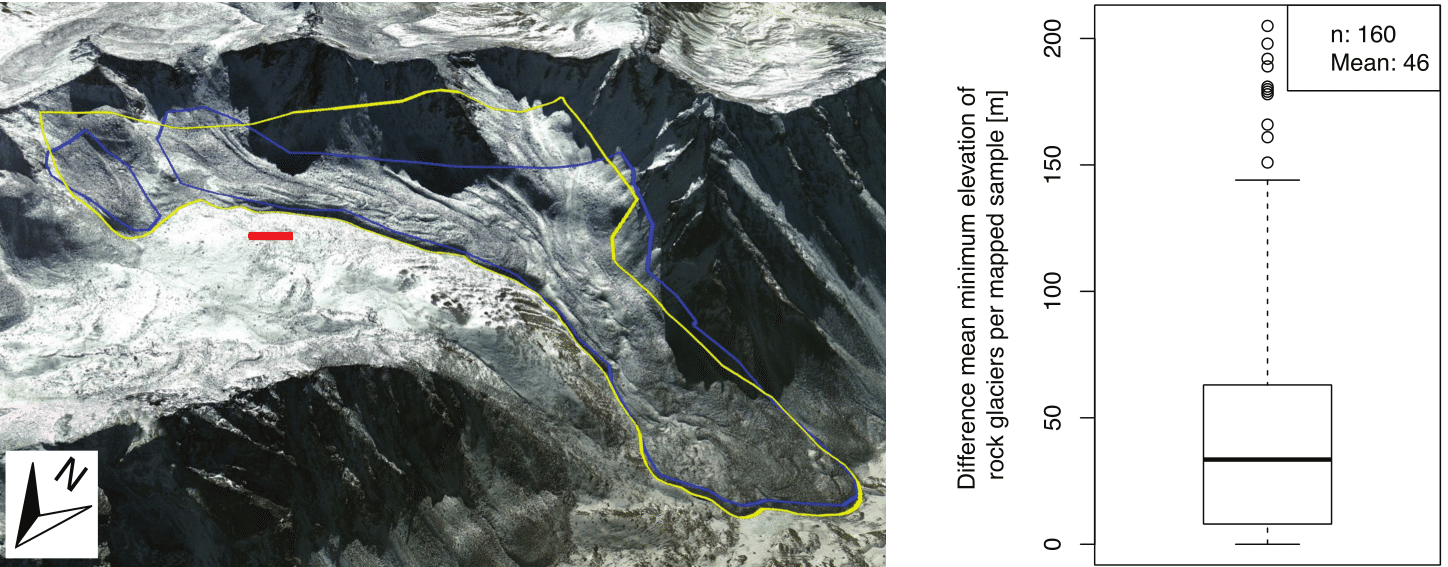 N
Difference mean minimum elevation of
rock glaciers per mapped sample [m]
200
150
100
50
0
n: 160
Mean: 46